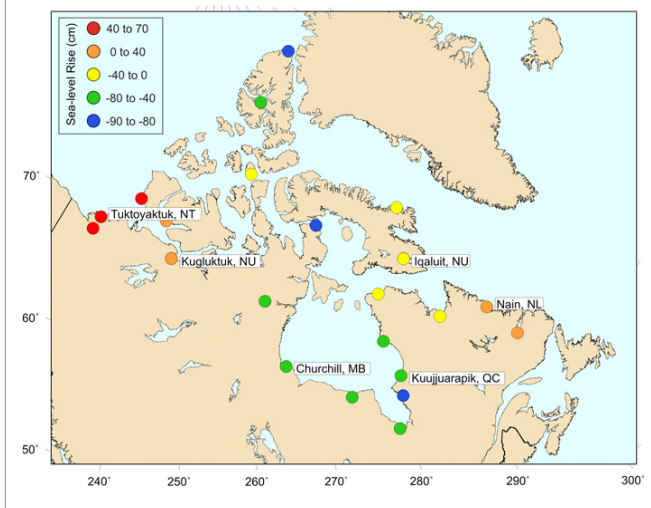 Sea-level Rise (cm)
40 to 70
0 to 40
-40 to 0
-80 to -40
-90 to -80
70°
Tuktoyaktuk, NT
Kugluktuk, NU
Iqaluit, NU
60°
Nain, NL
Churchill, MB
Kuujjuarapik, QC
50°
240° 250° 260° 270° 280° 290° 300°